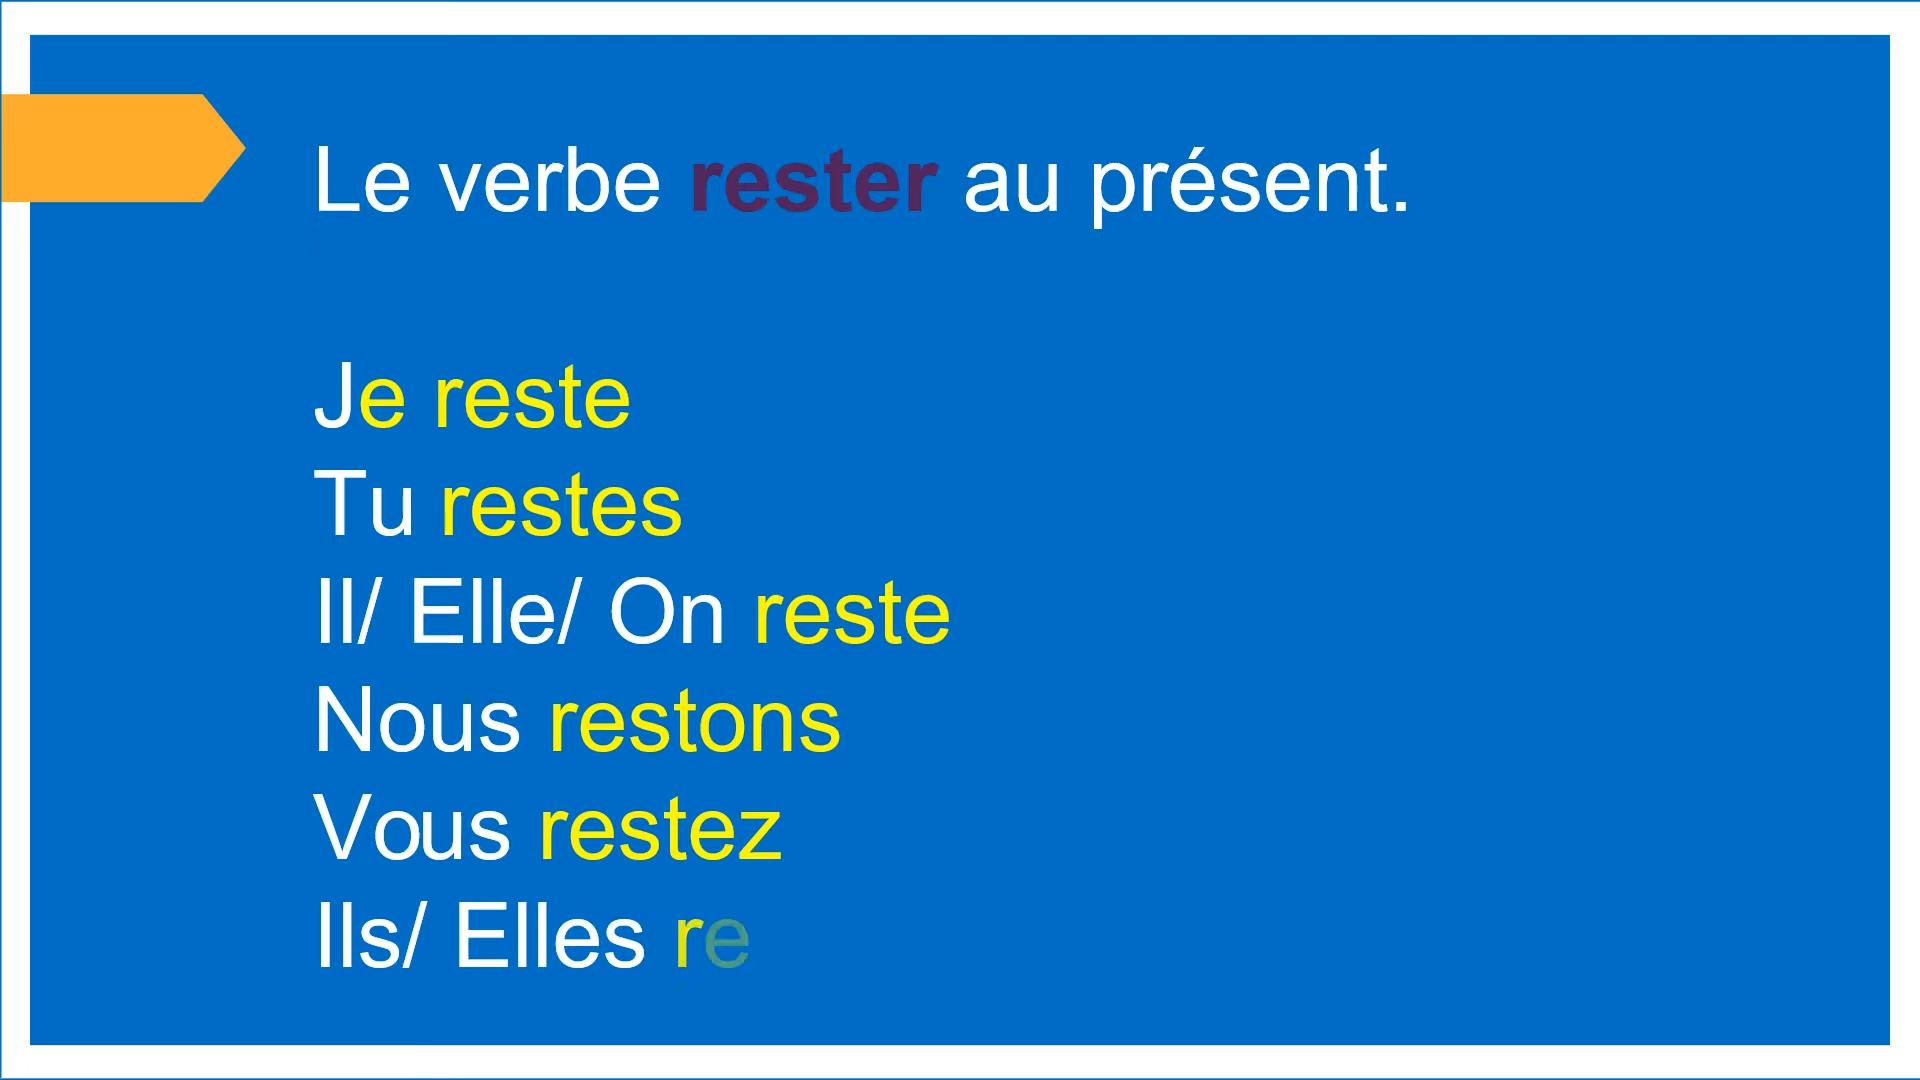 Le verbe rester au présent.
Je reste
Tu restes
Il/ Elle/ On reste
Nous restons
Vous restez
Ils/ Elles re